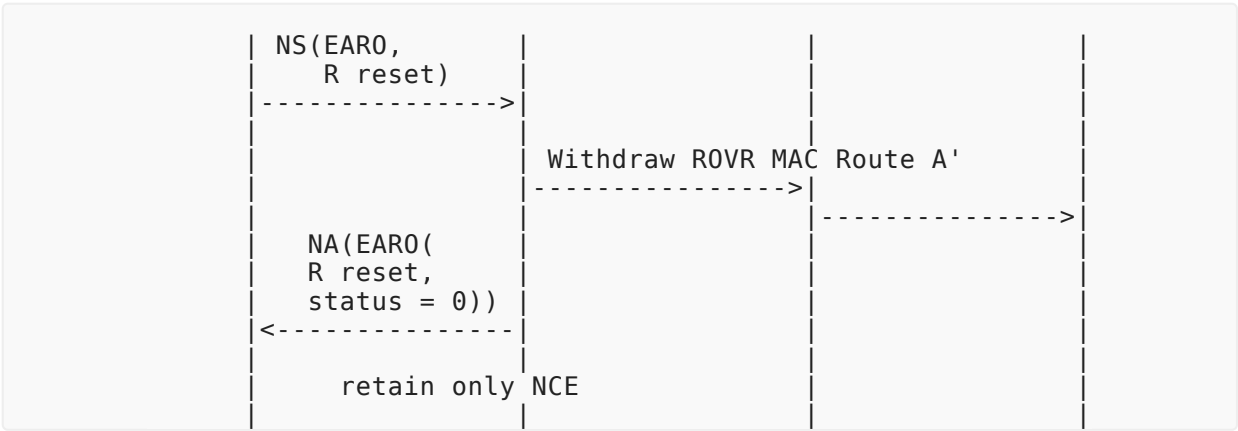 NS(EARO,
R reset)
Withdraw ROVR MAC Route A'
NA(EARO(
R reset,
status = 0))
retain only NCE